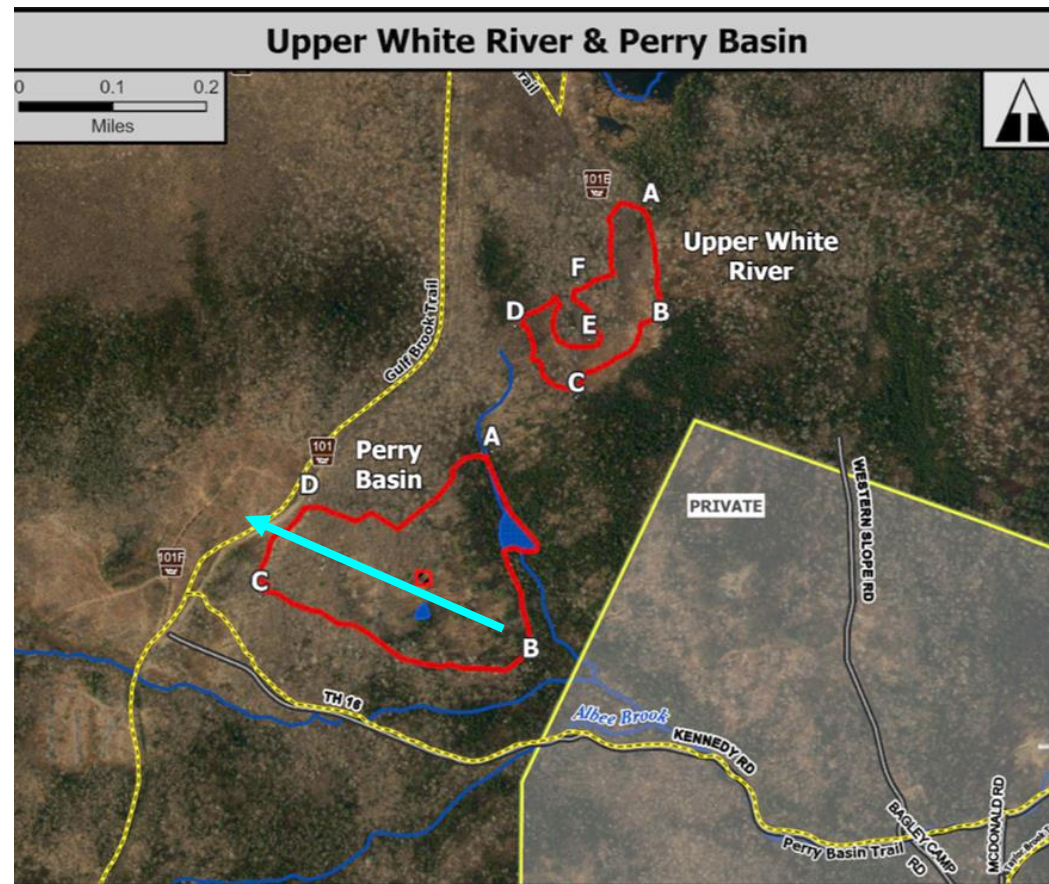 Upper White River & Perry Basin
0 0.1 0.2
Miles
Trail
101E
A
Upper White
River
F
D
E
B
C
Gulf Brook Trail
A
101
Perry
Basin
D
PRIVATE
WESTERN SLOPE RD
101F
C
B
TH 16
Albee Brook
KENNEDY RD
Perry Basin Trail
BAGLEY CAMP
RD
MCDONALD RD